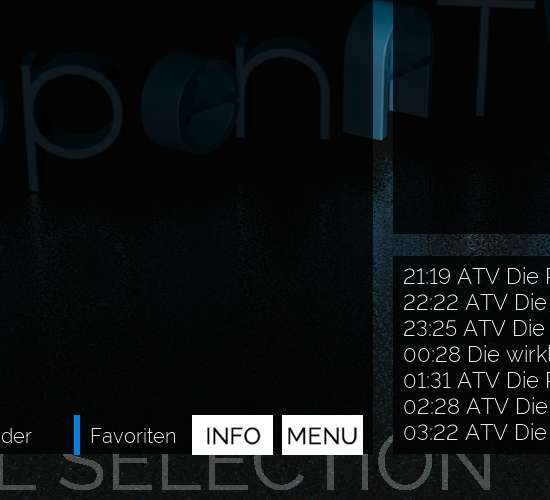 21:19 ATV Die
22:22 ATV Die
23:25 ATV Die
00:28 Die
01:31 ATV Die
02:28 ATV Die
03:22 ATV Die
der Favoriten INFO MENU
SELECTION